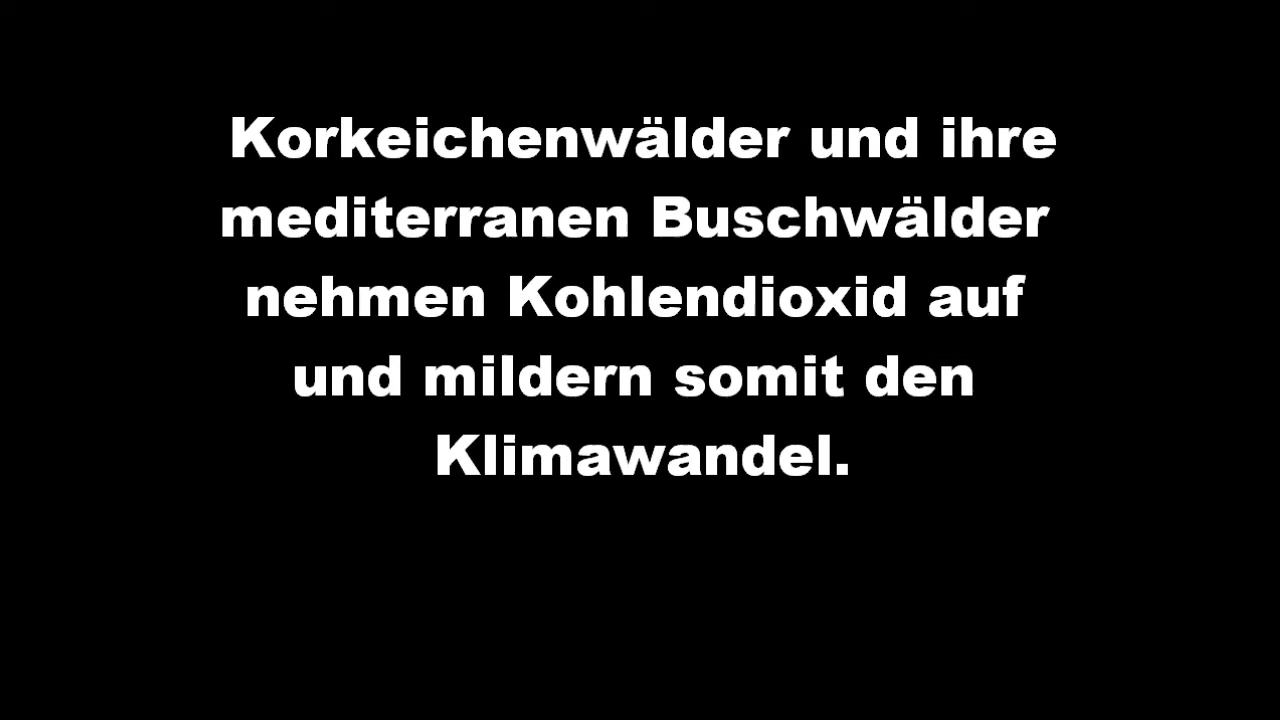 Korkeichenwälder und ihre
mediterranen Buschwälder
nehmen Kohlendioxid auf
und mildern somit den
Klimawandel.